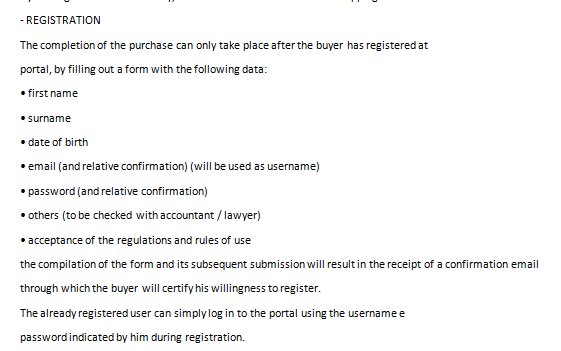 - REGISTRATION
The completion of the purchase can only take place after the buyer has registered at
portal, by filling out a form with the following data:
• first name
• surname
• date of birth
• email (and relative confirmation) (will be used as username)
• password (and relative confirmation)
• others (to be checked with accountant / lawyer)
• acceptance of the regulations and rules of use
the compilation of the form and its subsequent submission will result in the receipt of a confirmation email
through which the buyer will certify his willingness to register.
The already registered user can simply log in to the portal using the username e
password indicated by him during registration.